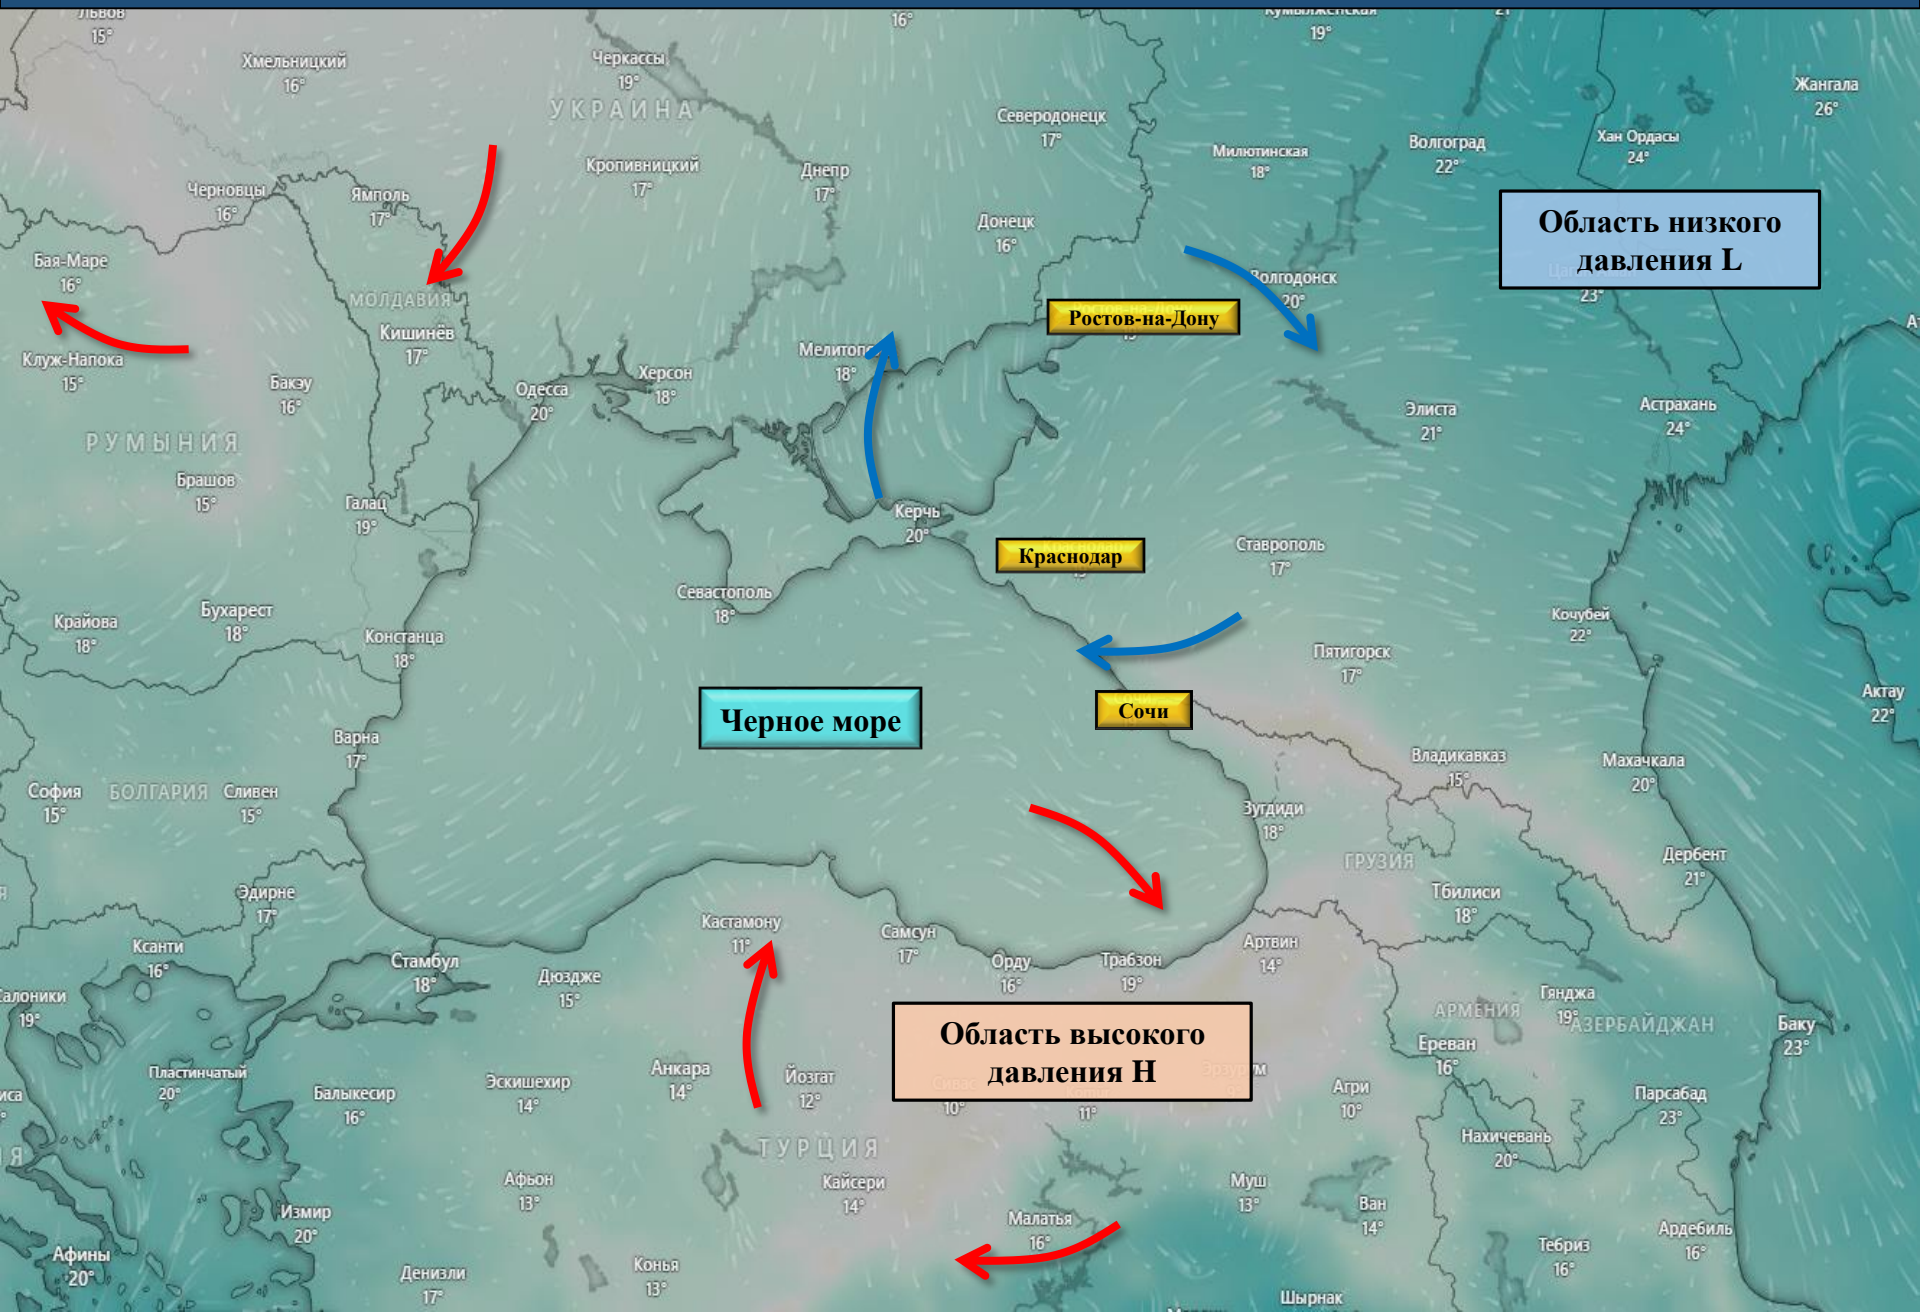 Львов
15°
16°
Кумылженская
19°
21°
Хмельницкий
16°
Черкассы
19°
УКРАИНА
Жангала
26°
Северодонецк
17°
Милютинская
18°
Волгоград
22°
Хан Ордасы
24°
Черновцы
16°
Ямполь
17°
Кропивницкий
17°
Днепр
17°
Донецк
16°
Область низкого
давления L
23°
Бая-Маре
16°
МОЛДАВИЯ
Кишинёв
17°
Волгодонск
20°
Ростов-на-Дону
Клуж-Напока
15°
Бакэу
16°
Одесса
20°
Херсон
18°
Мелитопо
18°
Элиста
21°
Астрахань
24°
РУМЫНИЯ
Брашов
15°
Галац
19°
Керчь
20°
Краснодар
Ставрополь
17°
Севастополь
18°
Крайова
18°
Бухарест
18°
Констанца
18°
Кочубей
22°
Пятигорск
17°
Актау
22°
Черное море
Сочи
Варна
17°
Владикавказ
15°
Махачкала
20°
София
15°
БОЛГАРИЯ
Сливен
15°
Зугдиди
18°
ГРУЗИЯ
Дербент
21°
Эдирне
17°
Тбилиси
18°
Кастамону
11°
Самсун
17°
Ксанти
16°
Стамбул
18°
Дюздже
15°
Орду
16°
Трабзон
19°
Артвин
14°
Салоники
19°
Гянджа
19°
АРМЕНИЯ
АЗЕРБАЙДЖАН
Баку
23°
Область высокого
давления H
Ереван
16°
Пластинчатый
20°
Балыкесир
16°
Эскишехир
14°
Анкара
14°
Йозгат
12°
10°
11°
Агри
10°
Парсабад
23°
ТУРЦИЯ
Нахичевань
20°
Афьон
13°
Кайсери
14°
Муш
13°
Ван
14°
Измир
20°
Малатья
16°
Ардебиль
16°
Афины
20°
Денизли
17°
Конья
13°
Тебриз
16°
Шырнак